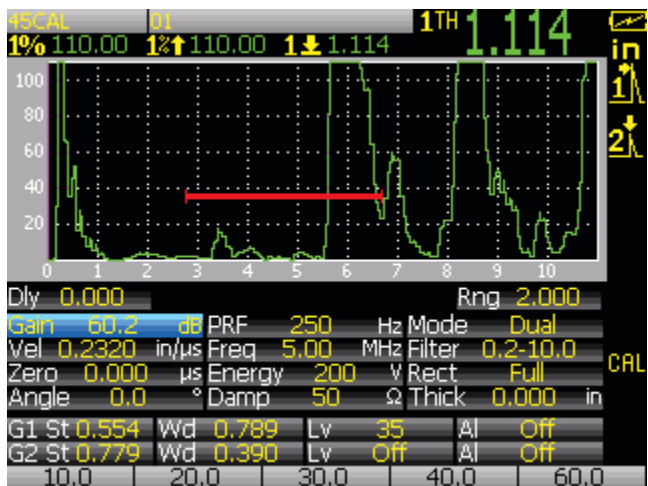 45CAL 01 1TH 1.114
1% 110.00 1%↑110.00 1 1.114 in
1
2
100
80
60
40
20
0 1 2 3 4 5 6 7 8 9 10
Dly 0.000 Rng 2.000
Gain 60.2 dB PRF 250 Hz Mode Dual
Vel 0.2320 in/µs Freq 5.00 MHz Filter 0.2-10.0
CAL
Zero 0.000 µs Energy 200 V Rect Full
Angle 0.0 ° Damp 50 Ω Thick 0.000 in
G1 St 0.554 Wd 0.789 Lv 35 Al Off
G2 St 0.779 Wd 0.390 Lv Off Al Off
10.0 20.0 30.0 40.0 60.0